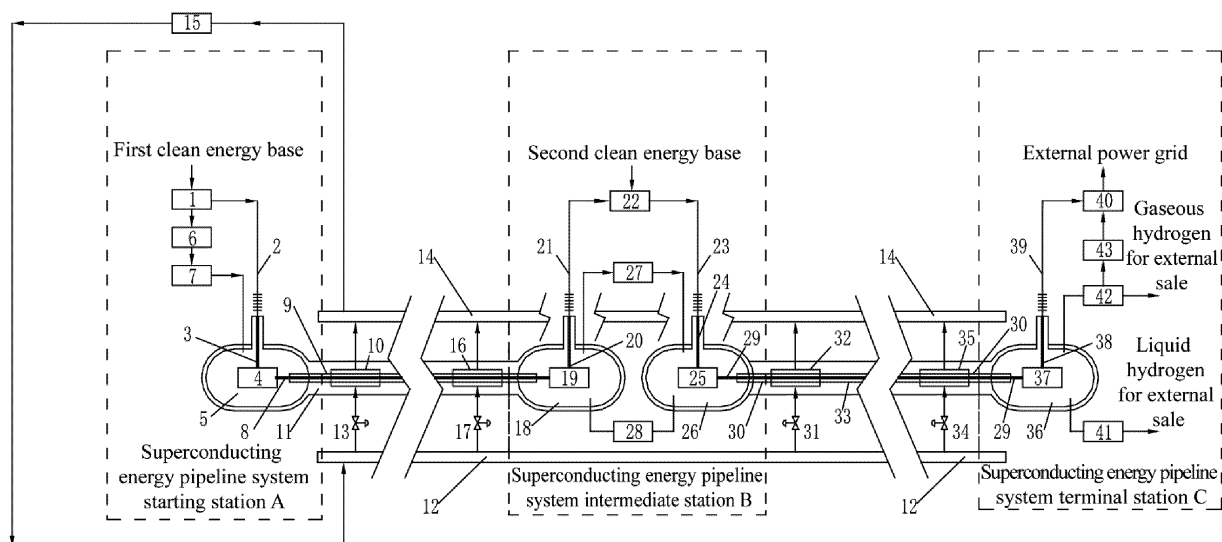 15
First clean energy base
Second clean energy base
External power grid
1
22
40
6
2
21
23
39
43
Gaseous
hydrogen
for external
sale
7
14
27
14
42
24
9
10
16
32
35
30
3
20
29
38
4
19
25
37
Liquid
hydrogen
for external
sale
5
8
11
13
17
18
28
26
30
31
33
34
29
36
41
Superconducting
energy pipeline system
starting station A
Superconducting energy pipeline
system intermediate station B
Superconducting energy pipeline
system terminal station C
12
12